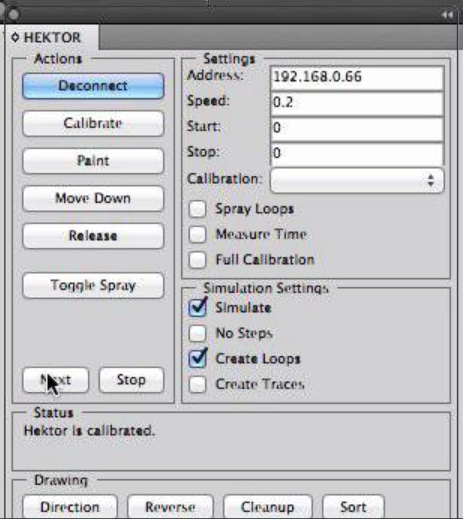 HEKTOR
Actions
Deconnect
Calibrate
Paint
Move Down
Release
Toggle Spray
Next
Stop
Settings
Address: 192.168.0.66
Speed: 0.2
Start: 0
Stop: 0
Calibration:
Spray Loops
Measure Time
Full Calibration
Simulation Settings
Simulate
No Steps
Create Loops
Create Traces
Status
Hektor is calibrated.
Drawing
Direction Reverse Cleanup Sort